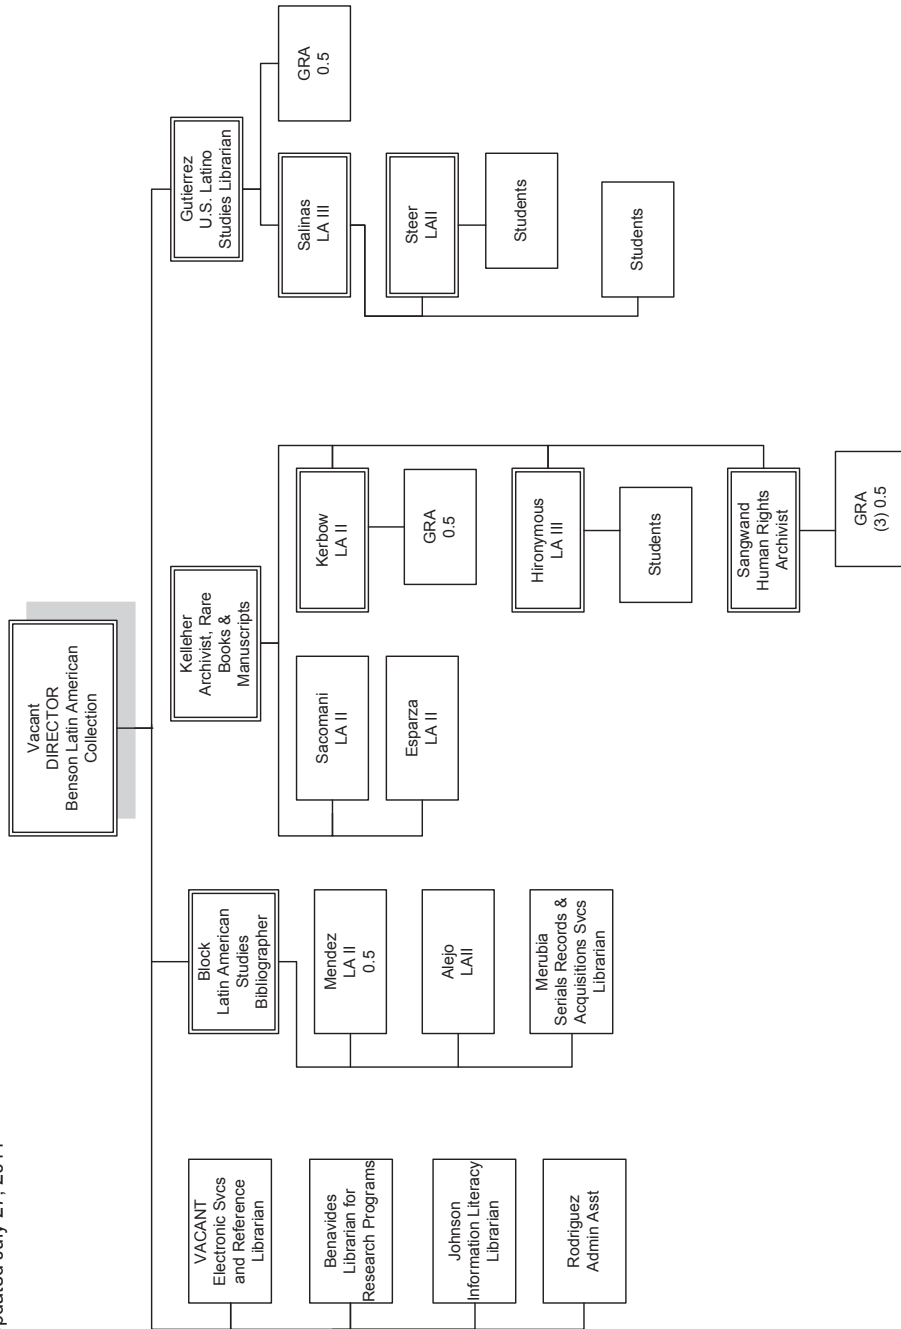 pdated July
Vacant
DIRECTOR
Benson Latin American
Collection
VACANT
Electronic Svcs
and Reference
Librarian
Benavides
Librarian for
Research Programs
Johnson
Information Literacy
Librarian
Rodriguez
Admin Asst
Block
Latin American
Studies
Bibliographer
Mendez
LA II
0.5
Alejo
LAII
Merubia
Serials Records &
Acquisitions Svcs
Librarian
Kelleher
Archivist, Rare
Books &
Manuscripts
Sacomani
LA II
Esparza
LA II
Kerbow
LA II
GRA
0.5
Hironymous
LA III
Students
Sangwand
Human Rights
Archivist
GRA
(3) 0.5
Gutierrez
U.S. Latino
Studies Librarian
Salinas
LA III
GRA
0.5
Steer
LAII
Students
Students